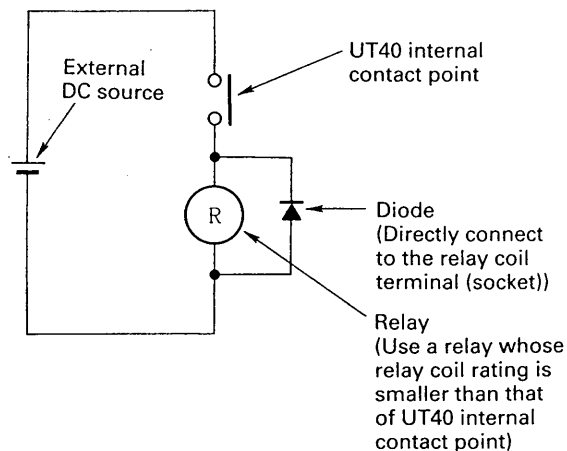 External
DC source
UT40 internal
contact point
R
Diode
(Directly connect
to the relay coil
terminal (socket))
Relay
(Use a relay whose
relay coil rating is
smaller than that
of UT40 internal
contact point)